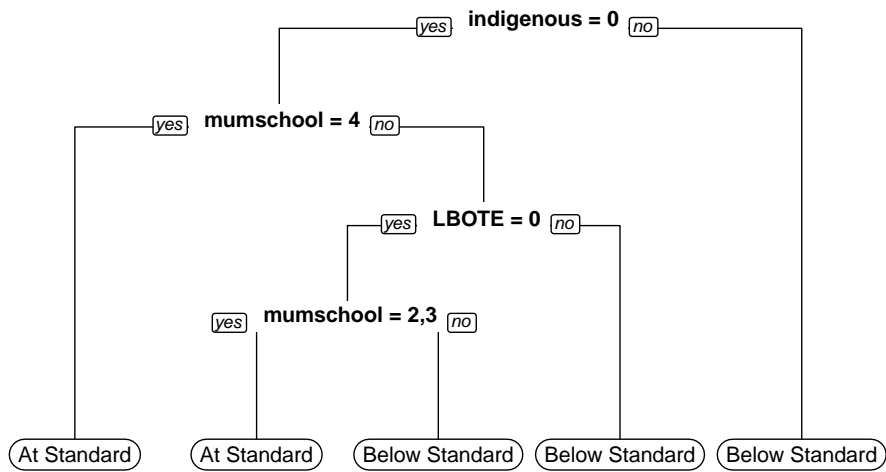 yes indigenous = 0 no
yes mumschool = 4 no
yes LBOTE = 0 no
yes mumschool = 2,3 no
At Standard At Standard Below Standard Below Standard Below Standard